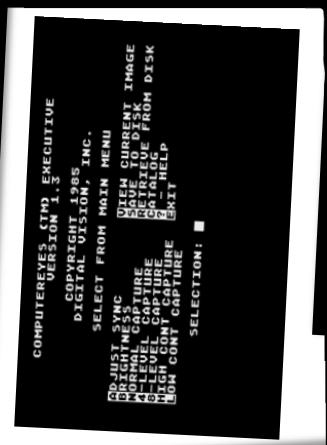 COMPUTEREYES (TM) EXECUTIVE
VERSION 1.3
COPYRIGHT 1985
DIGITAL VISION, INC.
SELECT FROM MAIN MENU
ADJUST SYNC
BRIGHTNESS
NORMAL CAPTURE
4-LEVEL CAPTURE
8-LEVEL CAPTURE
HIGH CONT CAPTURE
LOW CONT CAPTURE
VIEW CURRENT IMAGE
SAVE TO DISK
RETRIEVE FROM DISK
CATALOG
? - HELP
EXIT
SELECTION: